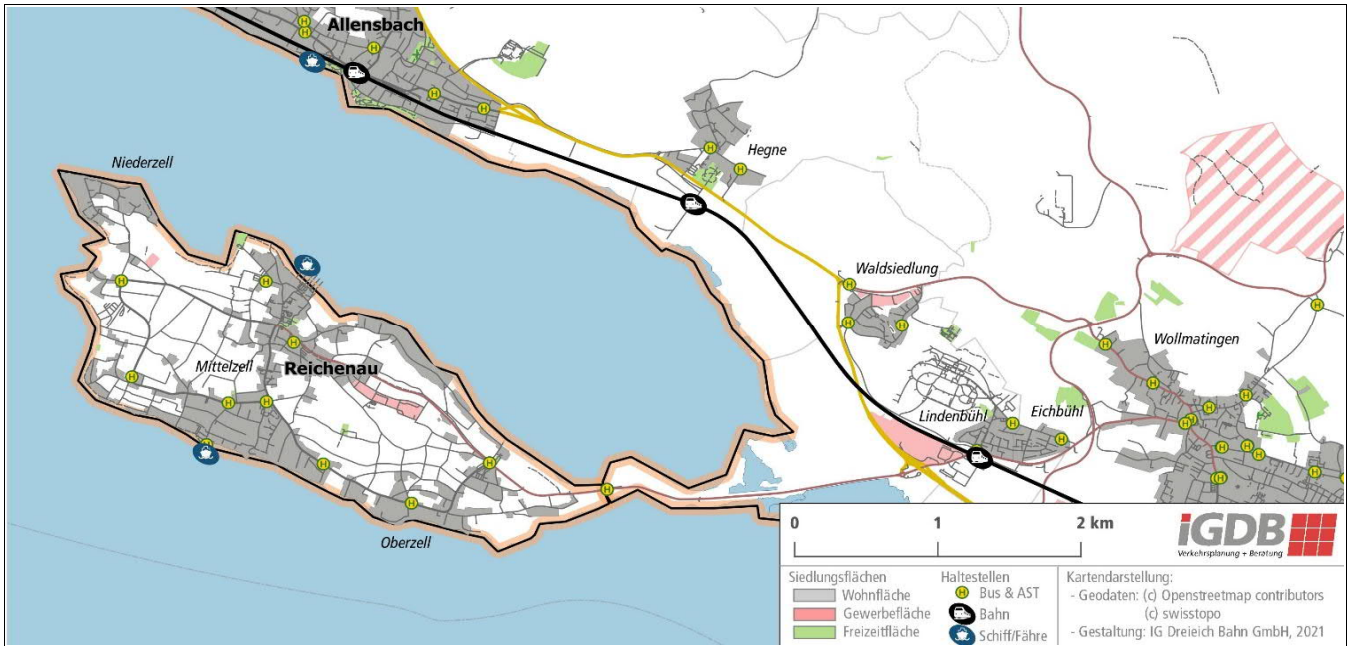 Allensbach
Niederzell
Hegne
Waldsiedlung
Wollmatingen
Mittelzell
Reichenau
Lindenbühl
Eichbühl
Oberzell
0 1 2 km
iGDB
Verkehrsplanung + Beratung
Siedlungsflächen
Wohnfläche
Gewerbefläche
Freizeitfläche
Haltestellen
H Bus & AST
Bahn
Schiff/Fähre
Kartendarstellung:
- Geodaten: (c) Openstreetmap contributors
(c) swisstopo
- Gestaltung: IG Dreieich Bahn GmbH, 2021